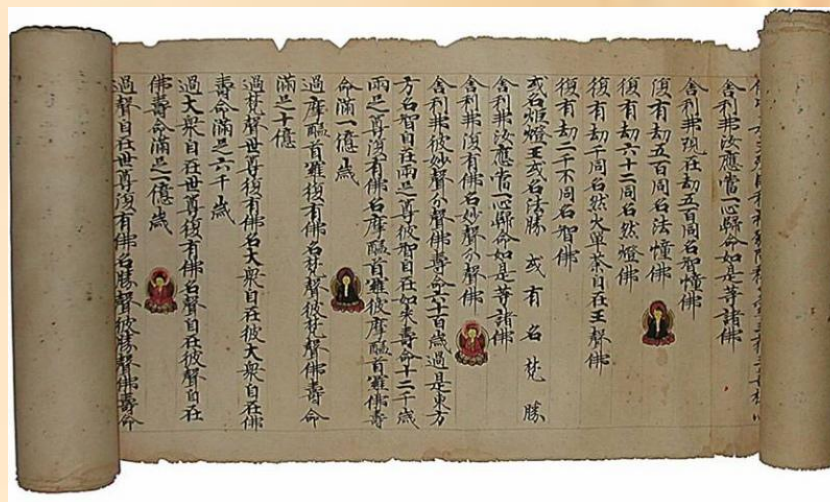 舍利弗汝應當一心歸命如是等諸佛
舍利弗現在劫五百同名智幢佛
復有劫五百同名法幢佛
復有劫六十二同名然燈佛
復有劫千同名然火單荼自在王聲佛
復有劫二千不同名智佛
或名炬燈王或名法勝 或有名梵勝
舍利弗汝應當一心歸命如是等諸佛
舍利弗復有佛名妙聲分聲佛
舍利弗彼妙聲分聲佛壽命六十百歲過是東方
方名智自在兩足尊彼智自在如來壽命十二千歲
兩足尊復有佛名摩醯首羅彼摩醯首羅佛壽
命滿一億歲
過摩醯首羅復有佛名梵聲彼梵聲佛壽命
滿足十億
過梵聲世尊復有佛名大衆自在彼大衆自在佛
壽命滿足六千歲
過大衆自在世尊復有佛名聲自在彼聲自在
佛壽命滿足一億歲
過聲自在世尊復有佛名勝聲彼勝聲佛壽命